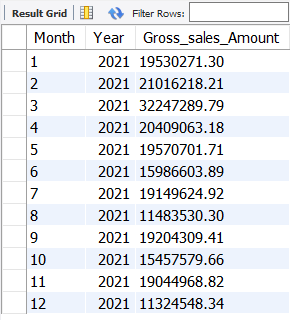 Result Grid Filter Rows:
Month Year Gross_sales_Amount
1 2021 19530271.30
2 2021 21016218.21
3 2021 32247289.79
4 2021 20409063.18
5 2021 19570701.71
6 2021 15986603.89
7 2021 19149624.92
8 2021 11483530.30
9 2021 19204309.41
10 2021 15457579.66
11 2021 19044968.82
12 2021 11324548.34